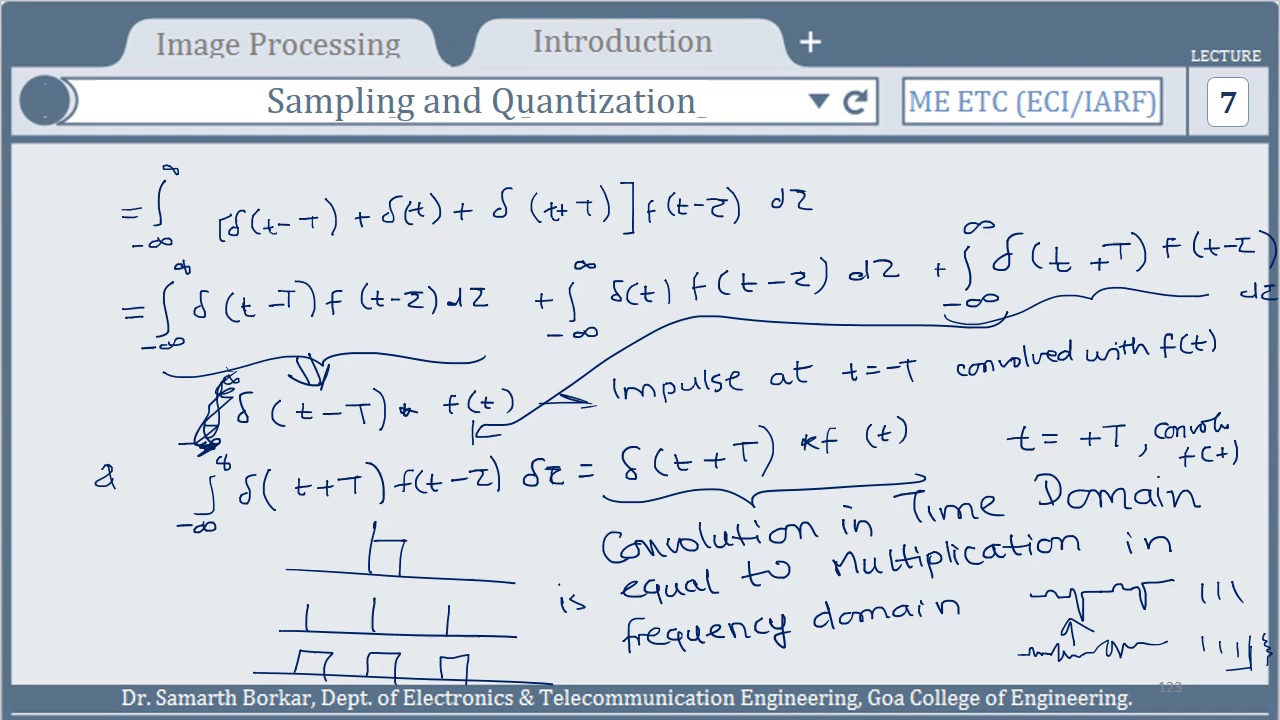 Image Processing
Introduction
+
LECTURE
Sampling and Quantization
ME ETC (ECI/IARF)
7
= ∫_{-∞}^{∞} [δ(t-T) + δ(t) + δ(t+T)] f(t-τ) dτ
= ∫_{-∞}^{∞} δ(t-T) f(t-τ) dτ + ∫_{-∞}^{∞} δ(t) f(t-τ) dτ + ∫_{-∞}^{∞} δ(t+T) f(t-τ) dτ
δ(t-T) * f(t)
Impulse at t=-T convolved with f(t)
t = +T, convolu f(t)
& ∫_{-∞}^{∞} δ(t+T) f(t-τ) δτ = δ(t+T) * f(t)
Convolution in Time Domain
is equal to Multiplication in
frequency domain
123
Dr. Samarth Borkar, Dept. of Electronics & Telecommunication Engineering, Goa College of Engineering.